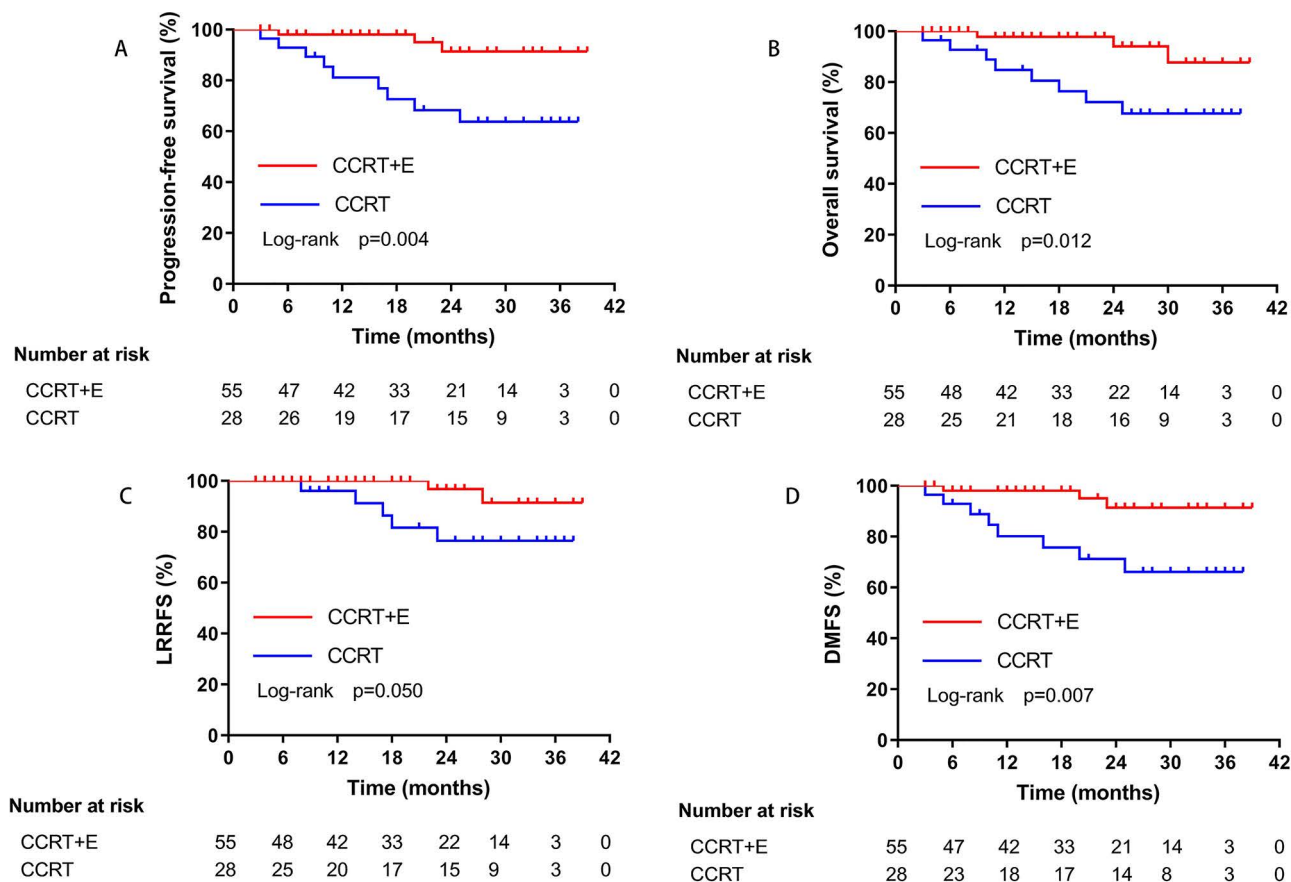 A
Progression-free survival (%)
100
80
60
40
20
0
CCRT+E
CCRT
Log-rank p=0.004
0 6 12 18 24 30 36 42
Time (months)
Number at risk
CCRT+E 55 47 42 33 21 14 3 0
CCRT 28 26 19 17 15 9 3 0
B
Overall survival (%)
100
80
60
40
20
0
CCRT+E
CCRT
Log-rank p=0.012
0 6 12 18 24 30 36 42
Time (months)
Number at risk
CCRT+E 55 48 42 33 22 14 3 0
CCRT 28 25 21 18 16 9 3 0
C
LRRFS (%)
100
80
60
40
20
0
CCRT+E
CCRT
Log-rank p=0.050
0 6 12 18 24 30 36 42
Time (months)
Number at risk
CCRT+E 55 48 42 33 22 14 3 0
CCRT 28 25 20 17 15 9 3 0
D
DMFS (%)
100
80
60
40
20
0
CCRT+E
CCRT
Log-rank p=0.007
0 6 12 18 24 30 36 42
Time (months)
Number at risk
CCRT+E 55 47 42 33 21 14 3 0
CCRT 28 23 18 17 14 8 3 0